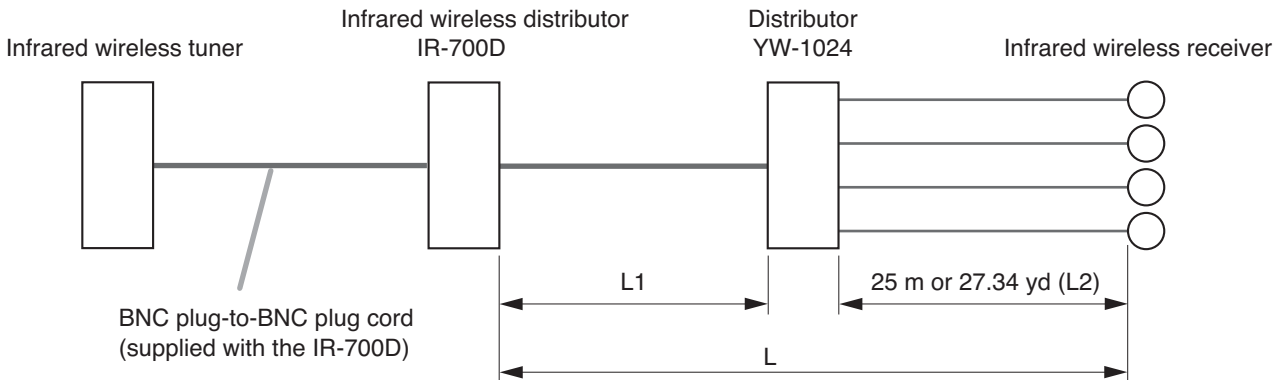 Infrared wireless tuner
Infrared wireless distributor
IR-700D
Distributor
YW-1024
Infrared wireless receiver
L1
25 m or 27.34 yd (L2)
BNC plug-to-BNC plug cord
(supplied with the IR-700D)
L